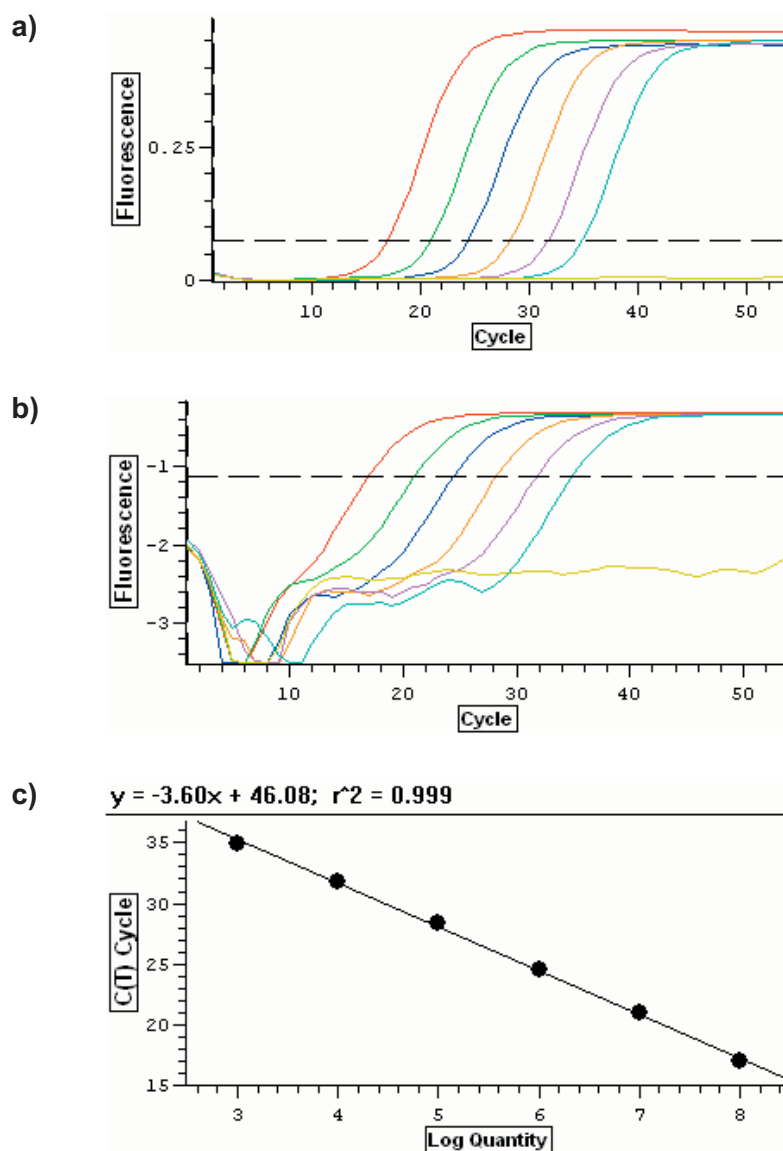 a)
Fluorescence
0.25
0
10 20 30 40 50
Cycle
b)
Fluorescence
-1
-2
-3
10 20 30 40 50
Cycle
c)
y = -3.60x + 46.08; r^2 = 0.999
C(T) Cycle
35
30
25
20
15
3 4 5 6 7 8
Log Quantity